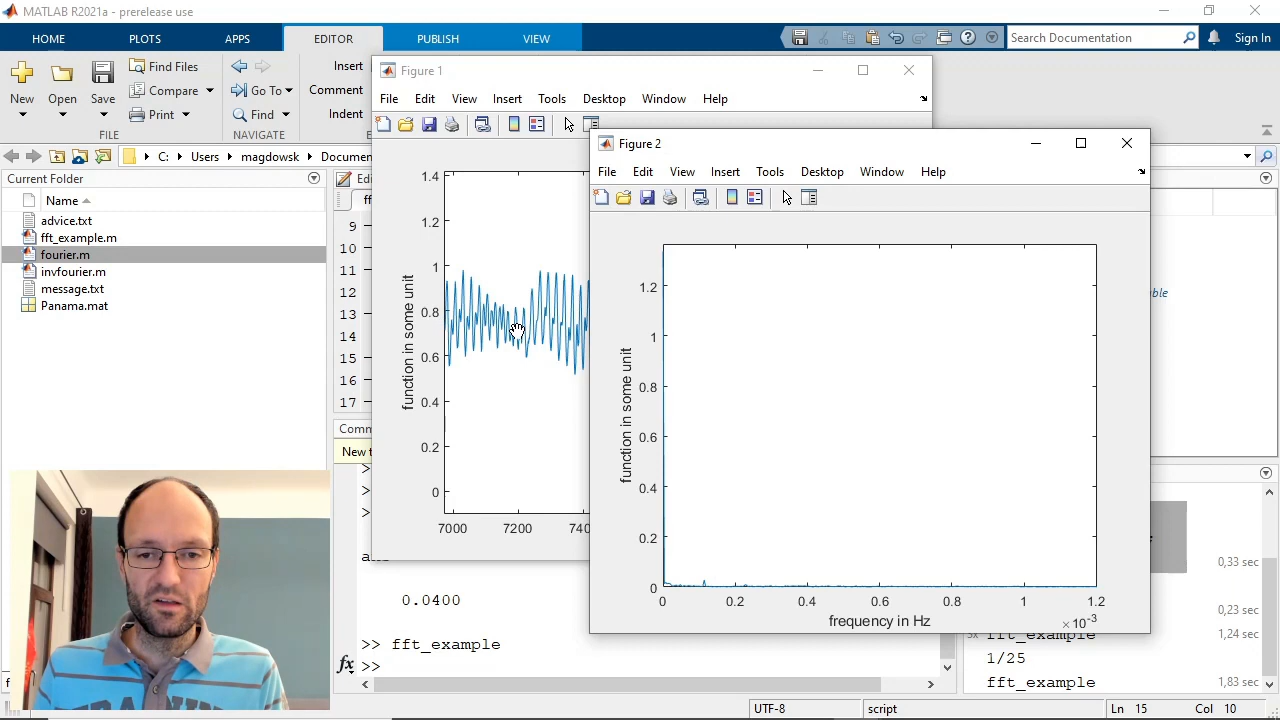 MATLAB R2021a - prerelease use
HOME PLOTS APPS EDITOR PUBLISH VIEW
Search Documentation
Sign In
New Open Save
Find Files
Compare
Print
FILE
Go To
Find
NAVIGATE
Insert
Comment
Indent
C: Users magdowsk
Current Folder
Name
advice.txt
fft_example.m
fourier.m
invfourier.m
message.txt
Panama.mat
9
10
11
12
13
14
15
16
17
Figure 1
File Edit View Insert Tools Desktop Window Help
function in some unit
1.4
1.2
1
0.8
0.6
0.4
0.2
0
7000 7200
Figure 2
File Edit View Insert Tools Desktop Window Help
function in some unit
1.2
1
0.8
0.6
0.4
0.2
0
0 0.2 0.4 0.6 0.8 1 1.2
frequency in Hz
×10-3
0.0400
>> fft_example
fx >>
0,33 sec
0,23 sec
fft_example 1,24 sec
1/25
fft_example 1,83 sec
UTF-8 script Ln 15 Col 10